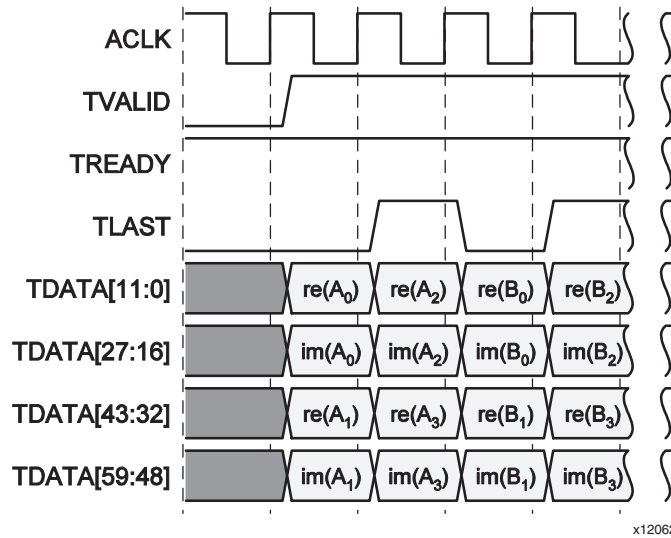 ACLK
TVALID
TREADY
TLAST
TDATA[11:0] re(A₀) re(A₂) re(B₀) re(B₂)
TDATA[27:16] im(A₀) im(A₂) im(B₀) im(B₂)
TDATA[43:32] re(A₁) re(A₃) re(B₁) re(B₃)
TDATA[59:48] im(A₁) im(A₃) im(B₁) im(B₃)
x12062